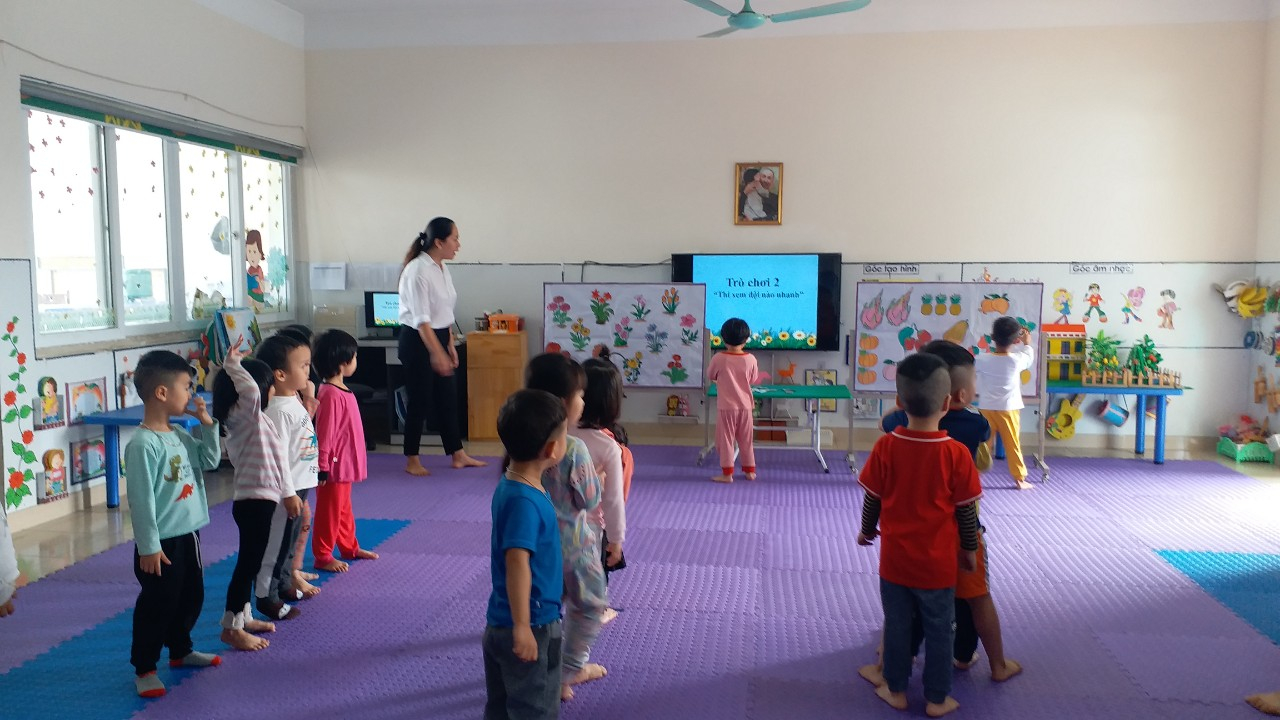 Trò chơi 2
“Thi xem đội nào nhanh”
Góc tạo hình
Góc âm nhạc